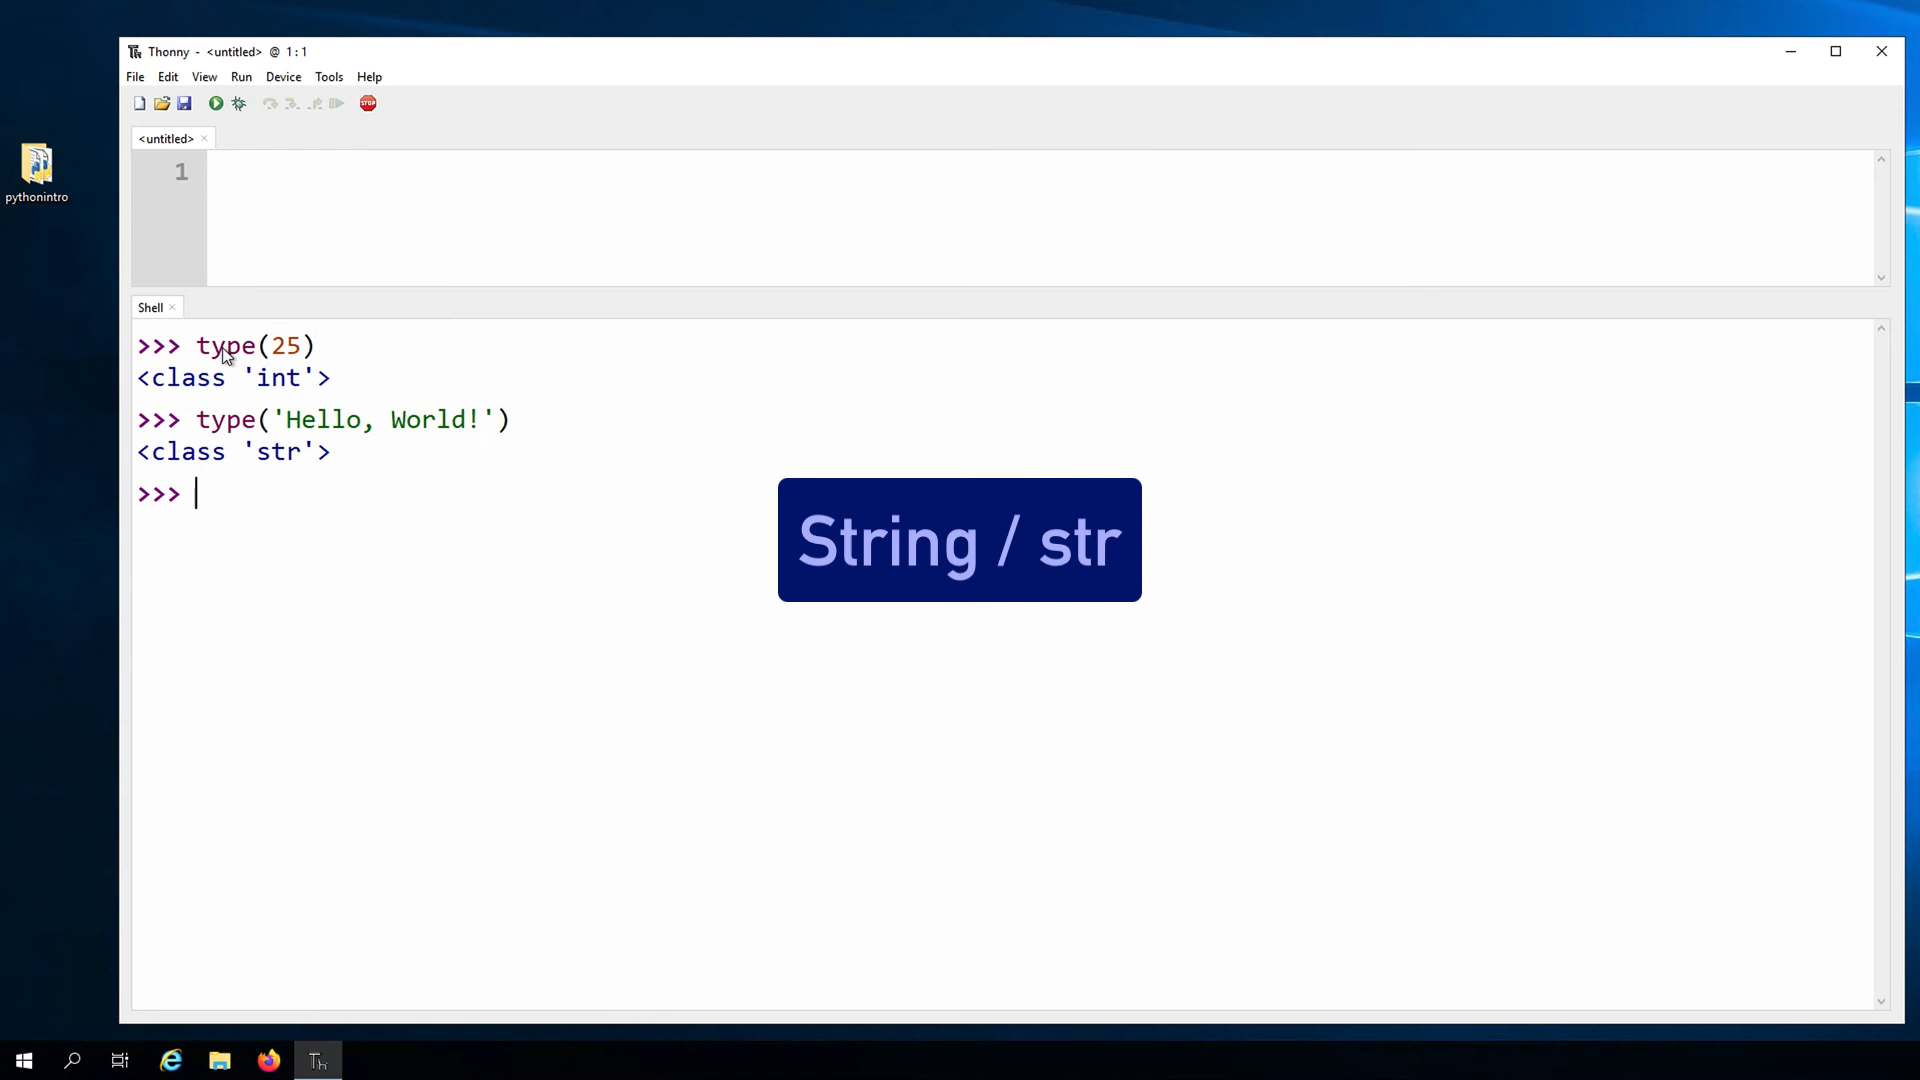 Thonny - <untitled> @ 1:1
File Edit View Run Device Tools Help
STOP
<untitled> ×
1
pythonintro
Shell ×
>>> type(25)
<class 'int'>
>>> type('Hello, World!')
<class 'str'>
>>>
String / str